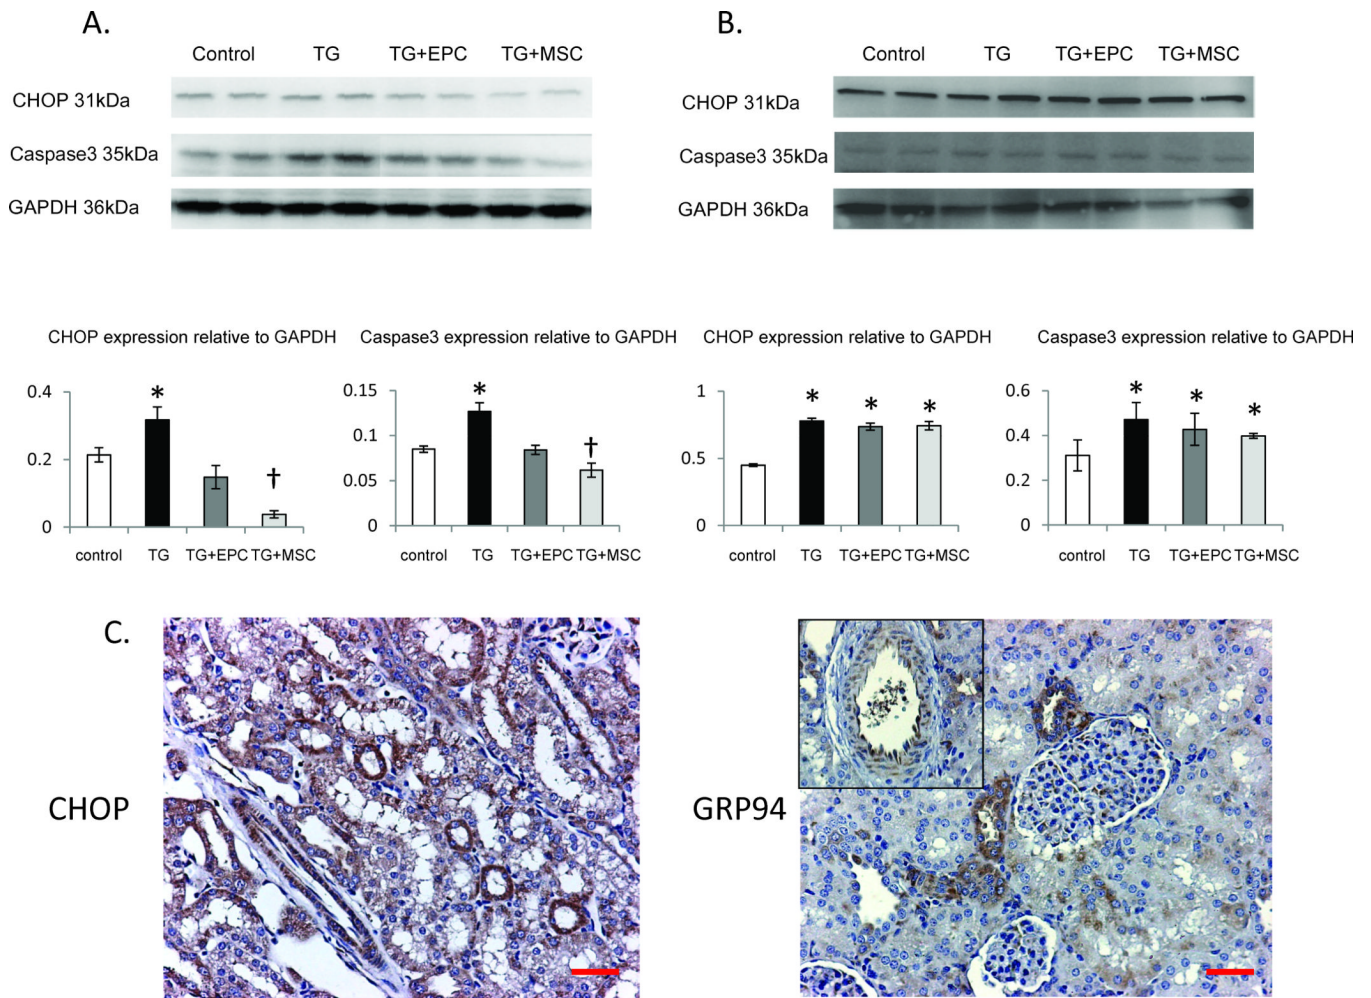 A.
Control TG TG+EPC TG+MSC
CHOP 31kDa
Caspase3 35kDa
GAPDH 36kDa
B.
Control TG TG+EPC TG+MSC
CHOP 31kDa
Caspase3 35kDa
GAPDH 36kDa
CHOP expression relative to GAPDH
0.4
0.2
0
*
†
control TG TG+EPC TG+MSC
Caspase3 expression relative to GAPDH
0.15
0.1
0.05
0
*
†
control TG TG+EPC TG+MSC
CHOP expression relative to GAPDH
1
0.5
0
* * *
control TG TG+EPC TG+MSC
Caspase3 expression relative to GAPDH
0.6
0.4
0.2
0
* * *
control TG TG+EPC TG+MSC
C.
CHOP
GRP94